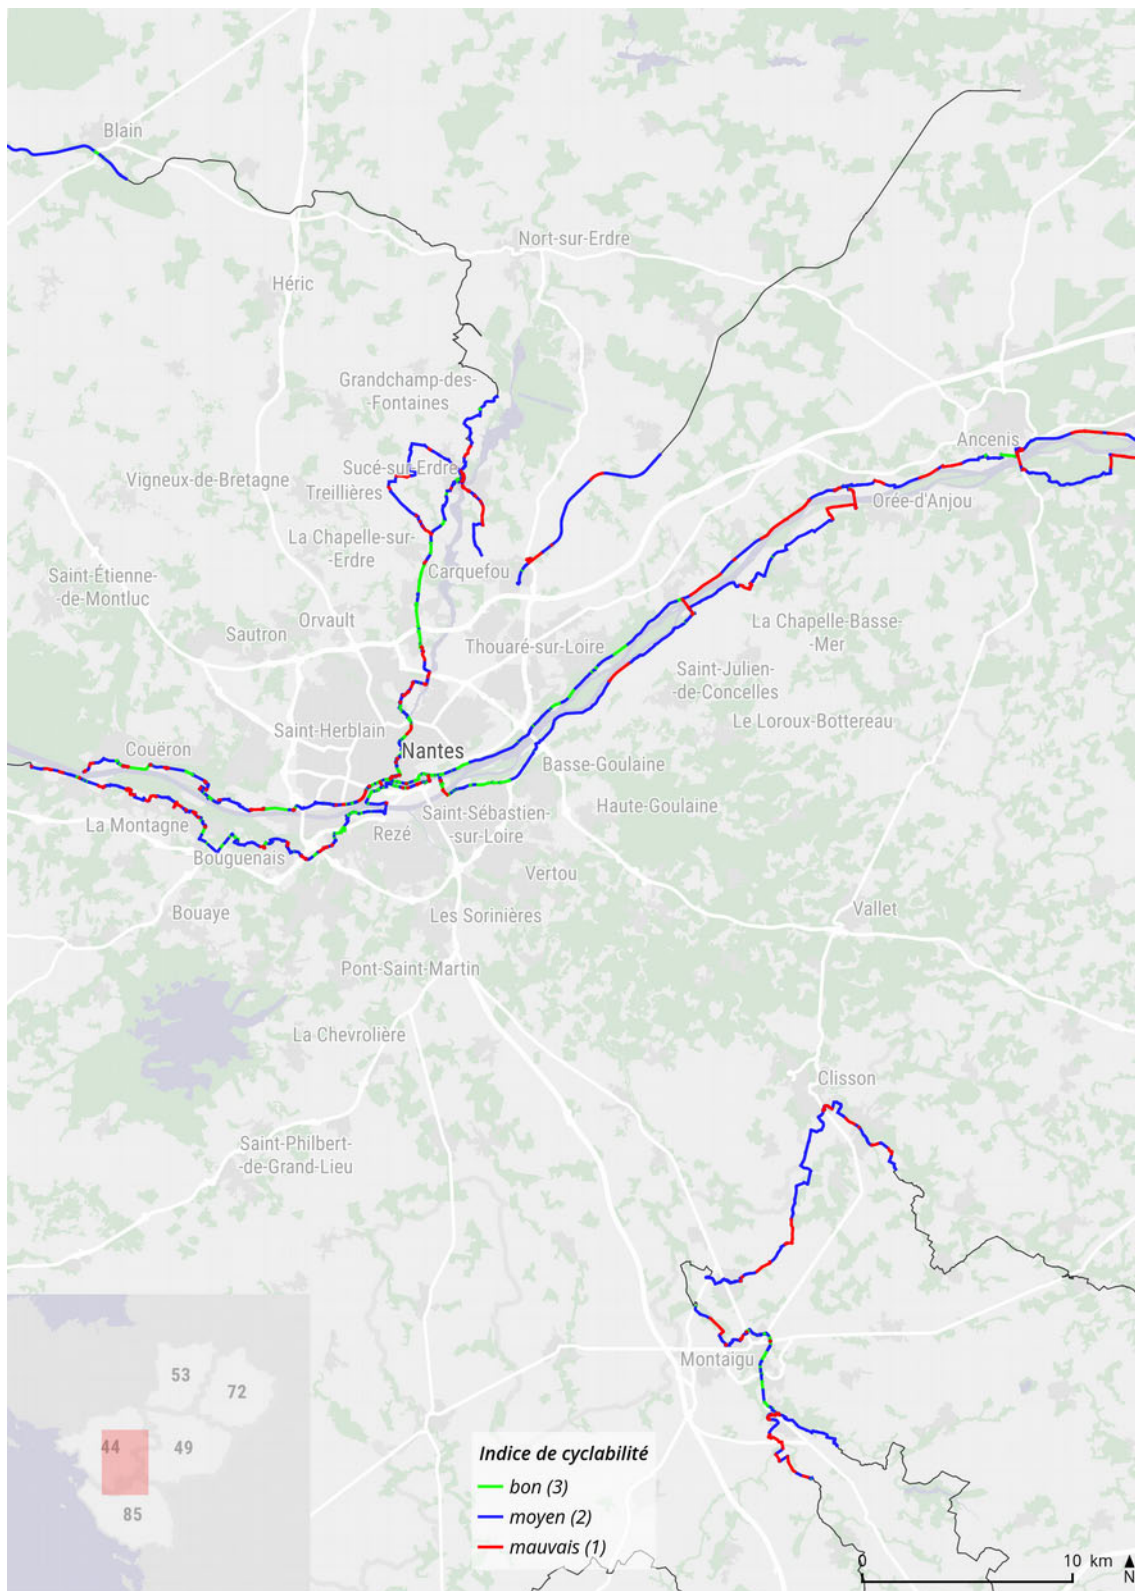 Blain
Nort-sur-Erdre
Héric
Grandchamp-des-
-Fontaines
Ancenis
Sucé-sur-Erdre
Vigneux-de-Bretagne
Treillières
Orée-d'Anjou
La Chapelle-sur-
-Erdre
Carquefou
Saint-Étienne-
-de-Montluc
Orvault
Sautron
Thouaré-sur-Loire
La Chapelle-Basse-
-Mer
Saint-Julien-
-de-Concelles
Le Loroux-Bottereau
Saint-Herblain
Couëron
Nantes
Basse-Goulaine
Haute-Goulaine
La Montagne
Rezé
Saint-Sébastien-
-sur-Loire
Bouguenais
Vertou
Bouaye
Les Sorinières
Vallet
Pont-Saint-Martin
La Chevrolière
Clisson
Saint-Philbert-
-de-Grand-Lieu
Montaigu
53
72
44
49
85
Indice de cyclabilité
bon (3)
moyen (2)
mauvais (1)
0 10 km
N